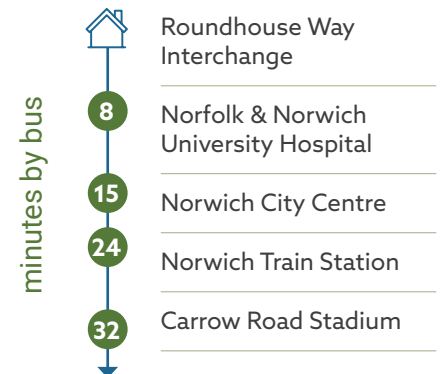 minutes by bus
Roundhouse Way
Interchange
8
Norfolk & Norwich
University Hospital
15
Norwich City Centre
24
Norwich Train Station
32
Carrow Road Stadium